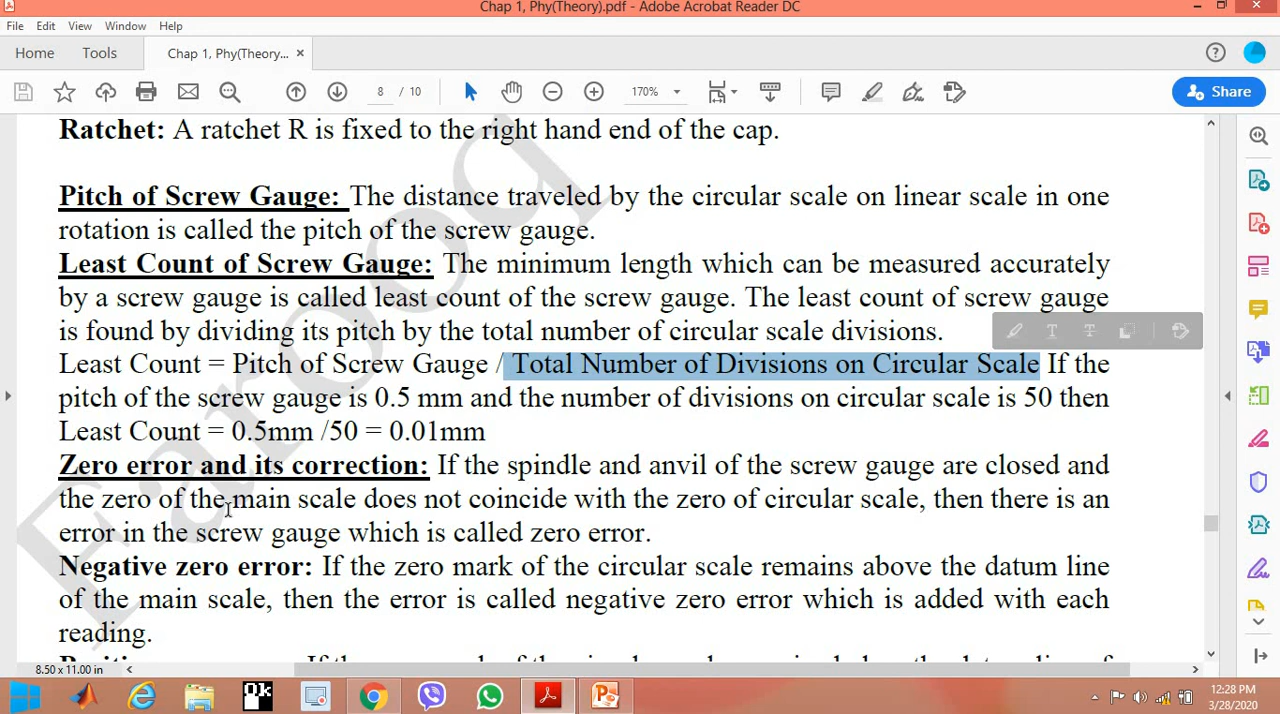 Chap 1, Phy(Theory).pdf - Adobe Acrobat Reader DC
File Edit View Window Help
Home Tools Chap 1, Phy(Theory... ×
8 / 10 170% Share
Ratchet: A ratchet R is fixed to the right hand end of the cap.
Pitch of Screw Gauge: The distance traveled by the circular scale on linear scale in one
rotation is called the pitch of the screw gauge.
Least Count of Screw Gauge: The minimum length which can be measured accurately
by a screw gauge is called least count of the screw gauge. The least count of screw gauge
is found by dividing its pitch by the total number of circular scale divisions.
Least Count = Pitch of Screw Gauge / Total Number of Divisions on Circular Scale If the
pitch of the screw gauge is 0.5 mm and the number of divisions on circular scale is 50 then
Least Count = 0.5mm /50 = 0.01mm
Zero error and its correction: If the spindle and anvil of the screw gauge are closed and
the zero of the main scale does not coincide with the zero of circular scale, then there is an
error in the screw gauge which is called zero error.
Negative zero error: If the zero mark of the circular scale remains above the datum line
of the main scale, then the error is called negative zero error which is added with each
reading.
Farooq
8.50 x 11.00 in
12:28 PM
3/28/2020